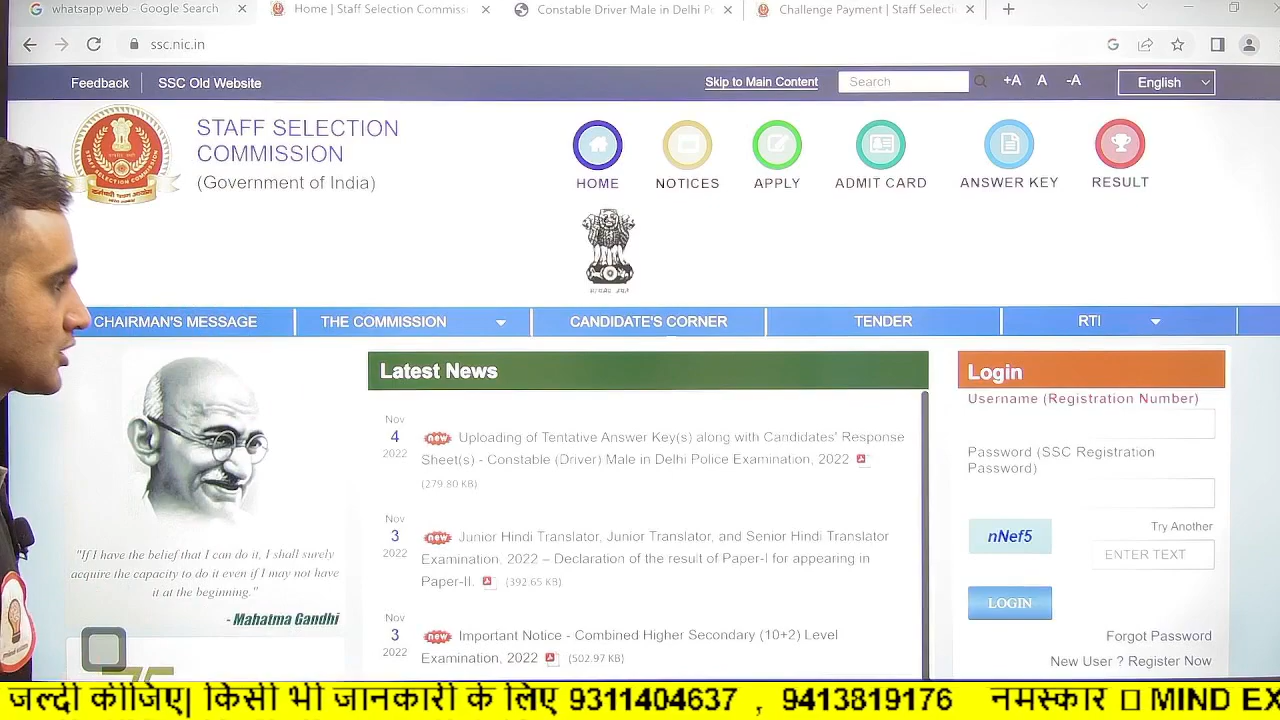 whatsapp web - Google Search
Home | Staff Selection Commiss
Constable Driver Male in Delhi P
Challenge Payment | Staff Selecti
ssc.nic.in
Feedback
SSC Old Website
Skip to Main Content
Search
+A A -A
English
STAFF SELECTION
COMMISSION
(Government of India)
HOME
NOTICES
APPLY
ADMIT CARD
ANSWER KEY
RESULT
CHAIRMAN'S MESSAGE
THE COMMISSION
CANDIDATE'S CORNER
TENDER
RTI
"If I have the belief that I can do it, I shall surely
acquire the capacity to do it even if I may not have
it at the beginning."
- Mahatma Gandhi
Latest News
Nov
4
2022
new Uploading of Tentative Answer Key(s) along with Candidates' Response
Sheet(s) - Constable (Driver) Male in Delhi Police Examination, 2022
(279.80 KB)
Nov
3
2022
new Junior Hindi Translator, Junior Translator, and Senior Hindi Translator
Examination, 2022 – Declaration of the result of Paper-I for appearing in
Paper-II. (392.65 KB)
Nov
3
2022
new Important Notice - Combined Higher Secondary (10+2) Level
Examination, 2022 (502.97 KB)
Login
Username (Registration Number)
Password (SSC Registration
Password)
nNef5
Try Another
ENTER TEXT
LOGIN
Forgot Password
New User ? Register Now
जल्दी कीजिए| किसी भी जानकारी के लिए 9311404637 , 9413819176 नमस्कार MIND EX